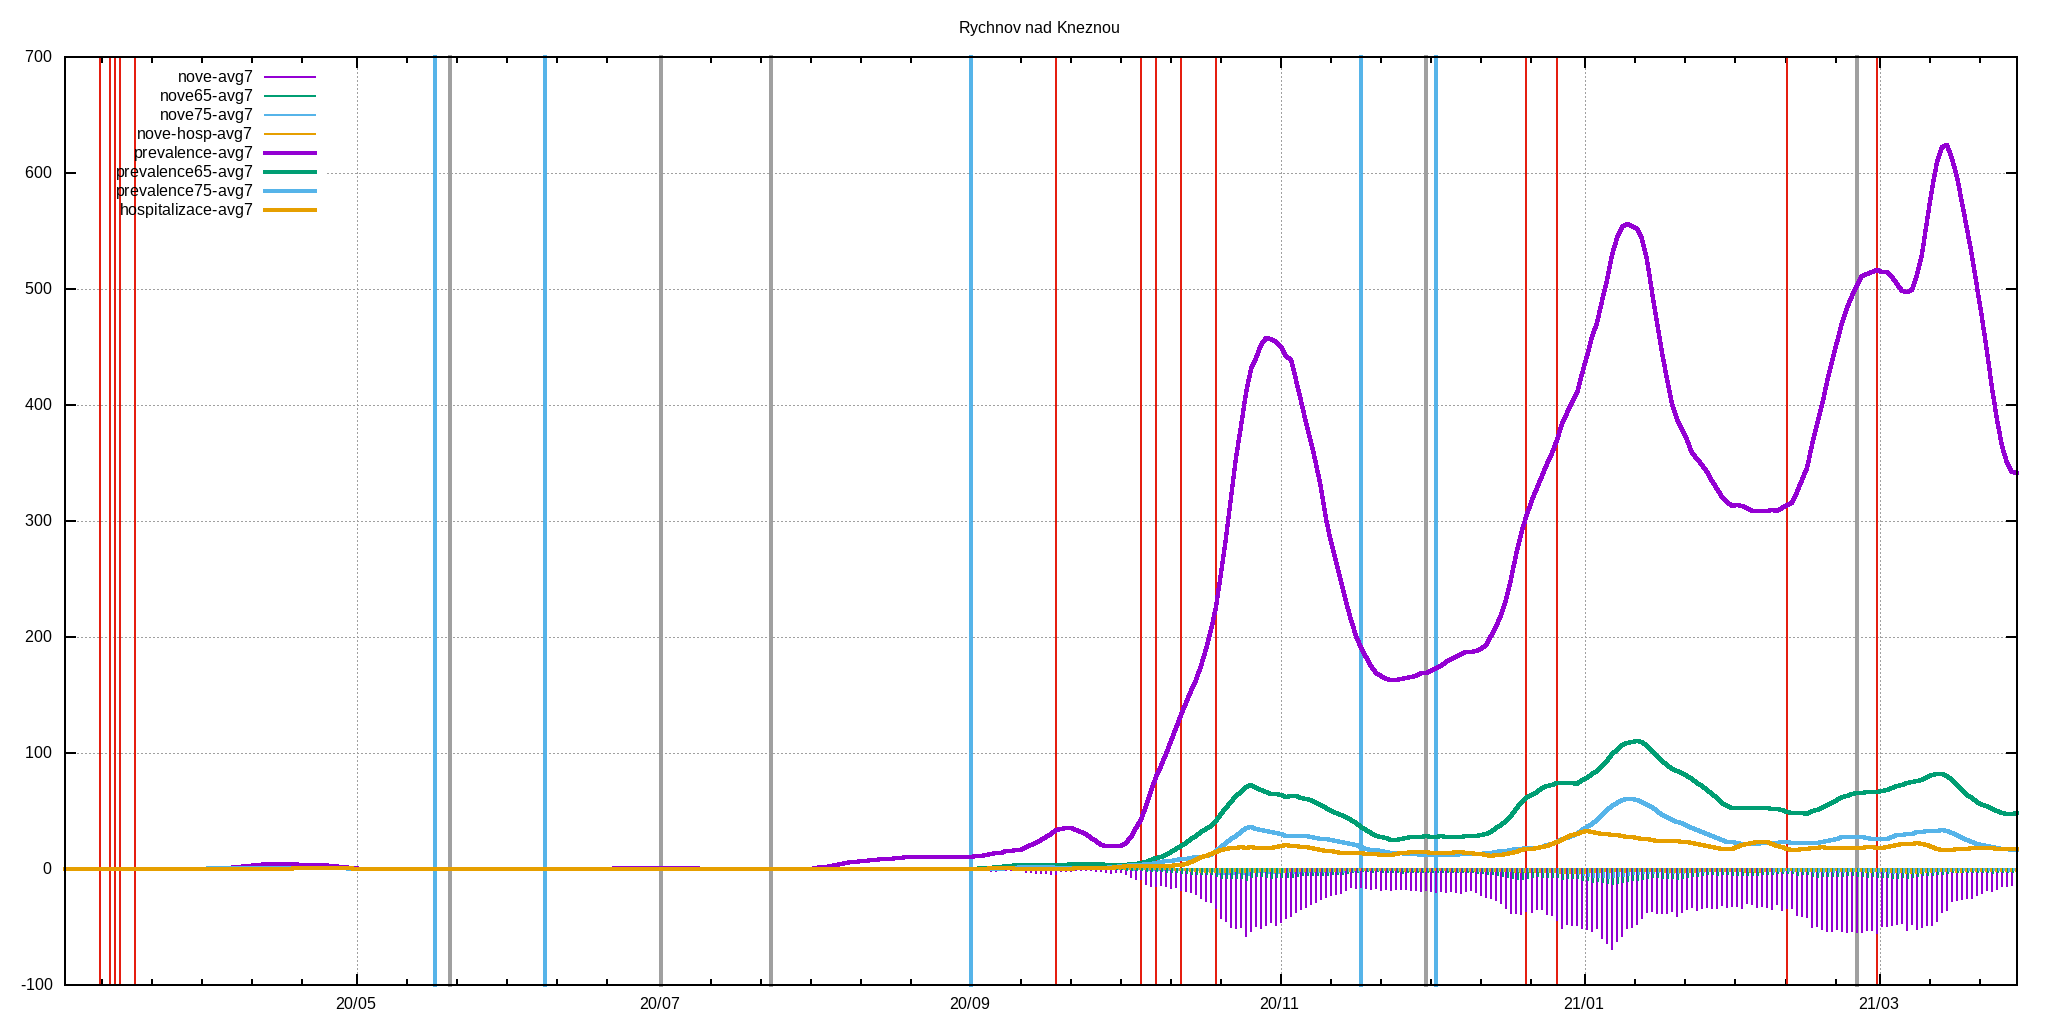 Rychnov nad Kneznou
700
600
500
400
300
200
100
0
-100
nove-avg7
nove65-avg7
nove75-avg7
nove-hosp-avg7
prevalence-avg7
prevalence65-avg7
prevalence75-avg7
hospitalizace-avg7
20/05 20/07 20/09 20/11 21/01 21/03